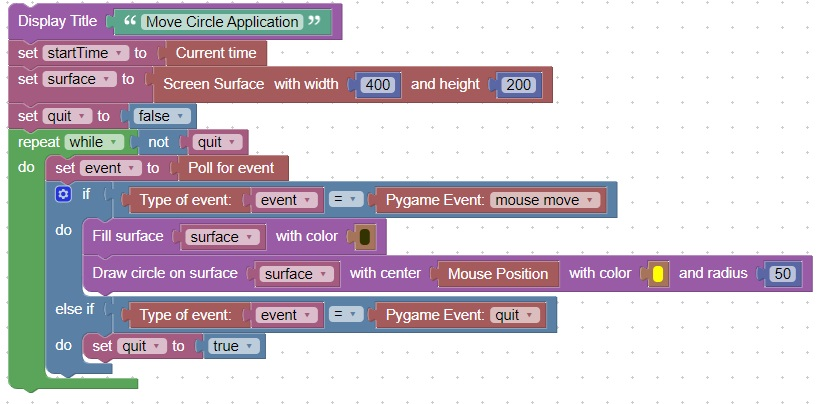 Display Title “ Move Circle Application ”
set startTime to Current time
set surface to Screen Surface with width 400 and height 200
set quit to false
repeat while not quit
do set event to Poll for event
if Type of event: event = Pygame Event: mouse move
do Fill surface surface with color
Draw circle on surface surface with center Mouse Position with color and radius 50
else if Type of event: event = Pygame Event: quit
do set quit to true